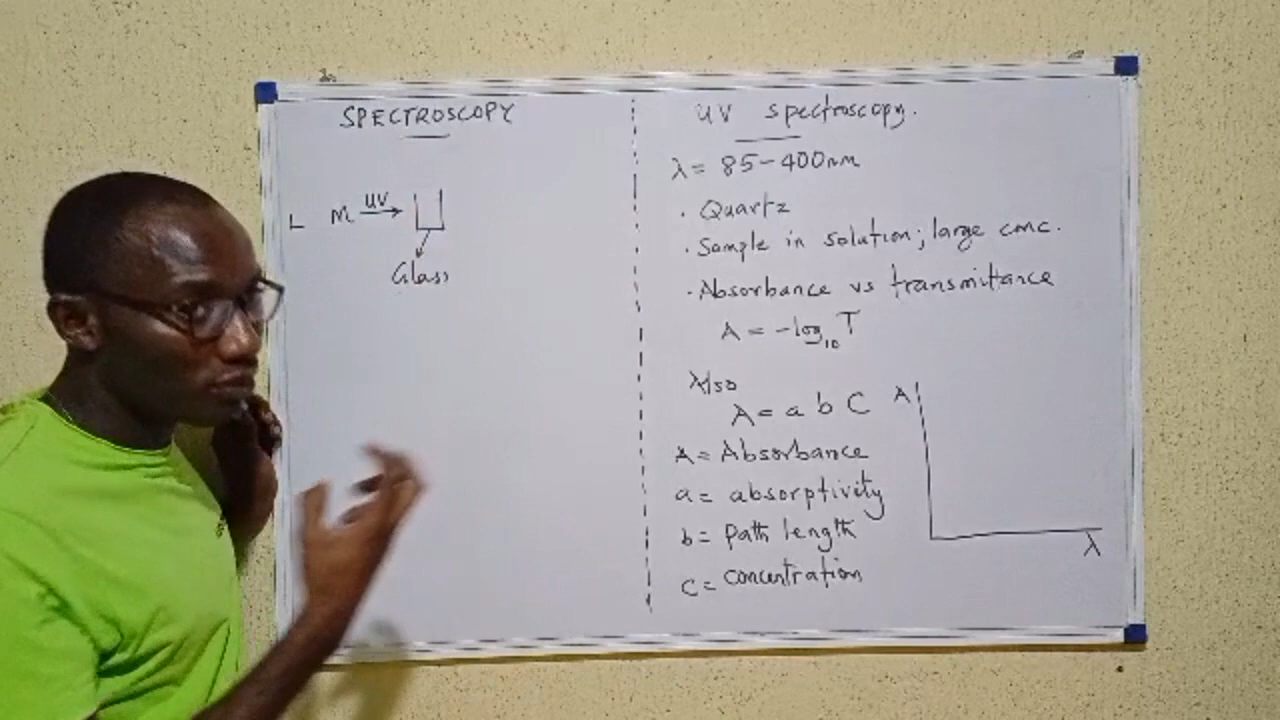 SPECTROSCOPY
L M UV
Glass
UV spectroscopy.
λ = 85-400nm
· Quartz
· Sample in solution; large conc.
· Absorbance vs transmittance
A = -log₁₀T
Also
A = a b C
A = Absorbance
a = absorptivity
b = Path length
C = concentration
A
λ